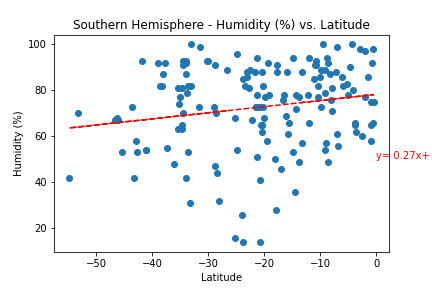 Southern Hemisphere - Humidity (%) vs. Latitude
Humidity (%)
100
80
60
40
20
y= 0.27x+
−50
−40
−30
−20
−10
0
Latitude